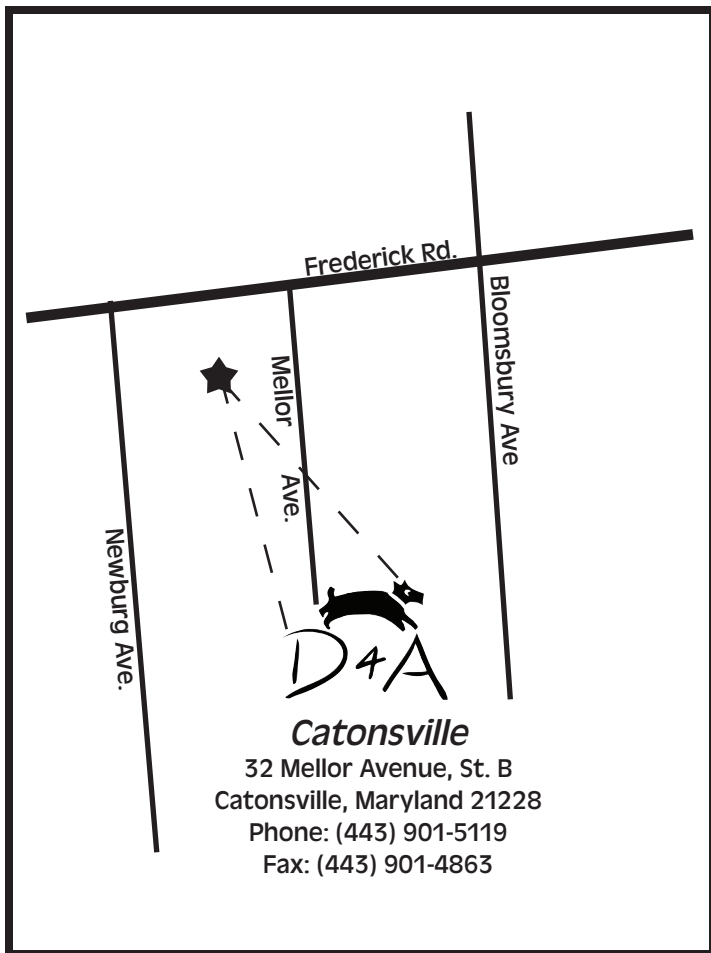 Frederick Rd.
Bloomsbury Ave
Mellor Ave.
Newburg Ave.
D4A
Catonsville
32 Mellor Avenue, St. B
Catonsville, Maryland 21228
Phone: (443) 901-5119
Fax: (443) 901-4863